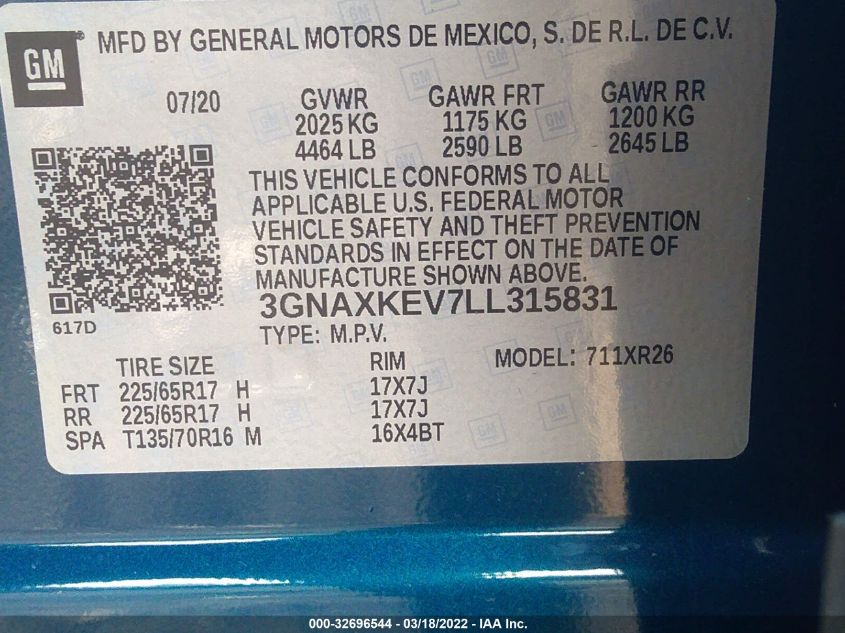 GM
MFD BY GENERAL MOTORS DE MEXICO, S. DE R.L. DE C.V.
07/20 GVWR GAWR FRT GAWR RR
2025 KG 1175 KG 1200 KG
4464 LB 2590 LB 2645 LB
THIS VEHICLE CONFORMS TO ALL
APPLICABLE U.S. FEDERAL MOTOR
VEHICLE SAFETY AND THEFT PREVENTION
STANDARDS IN EFFECT ON THE DATE OF
MANUFACTURE SHOWN ABOVE.
3GNAXKEV7LL315831
617D
TYPE: M.P.V.
TIRE SIZE RIM MODEL: 711XR26
FRT 225/65R17 H 17X7J
RR 225/65R17 H 17X7J
SPA T135/70R16 M 16X4BT
000-32696544 - 03/18/2022 - IAA Inc.